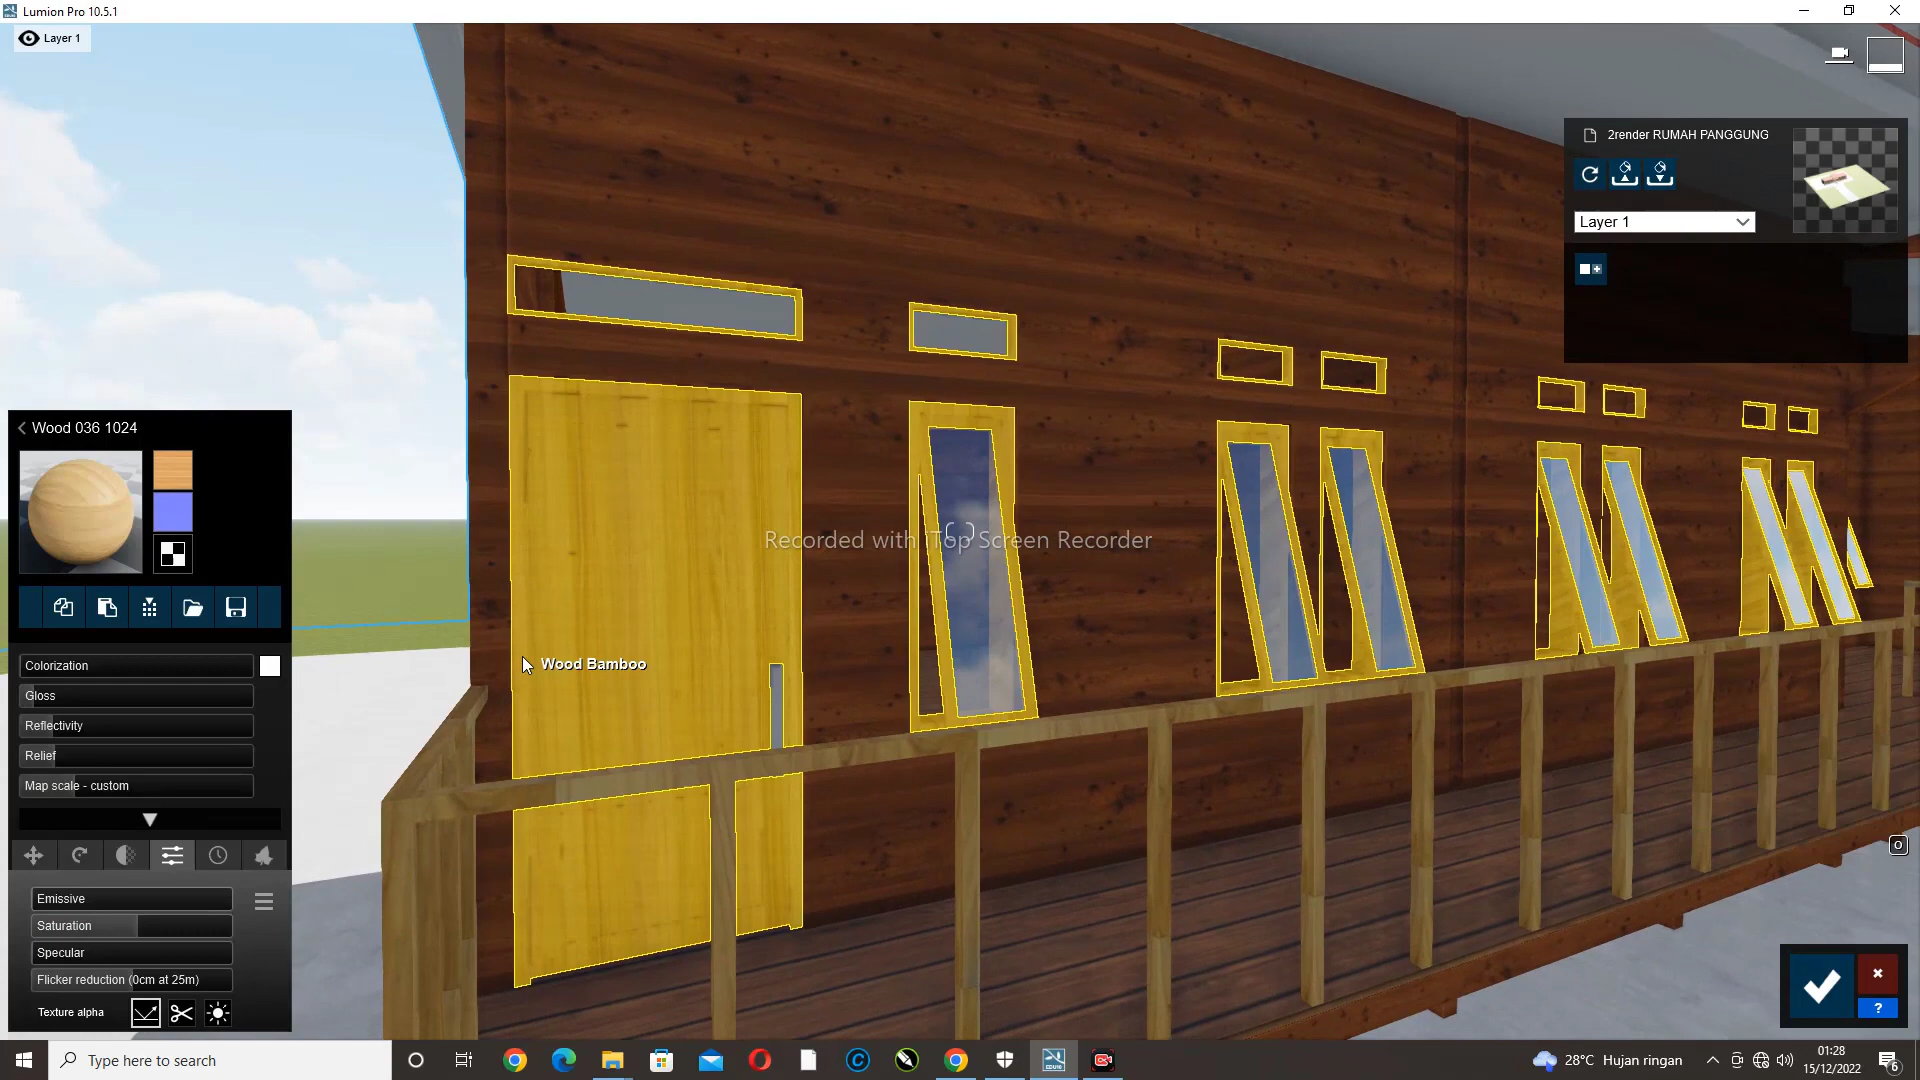 Lumion Pro 10.5.1
Layer 1
2render RUMAH PANGGUNG
Layer 1
Wood 036 1024
Recorded with iTop Screen Recorder
Wood Bamboo
Colorization
Gloss
Reflectivity
Relief
Map scale - custom
O
Emissive
Saturation
Specular
Flicker reduction (0cm at 25m)
Texture alpha
?
Type here to search
28°C Hujan ringan
01:28
15/12/2022
6